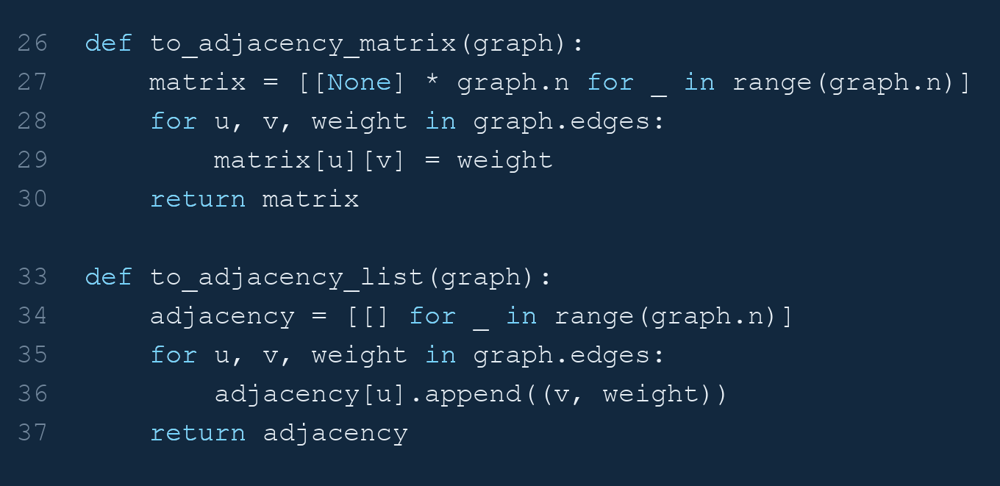 26 def to_adjacency_matrix(graph):
27     matrix = [[None] * graph.n for _ in range(graph.n)]
28     for u, v, weight in graph.edges:
29         matrix[u][v] = weight
30     return matrix
33 def to_adjacency_list(graph):
34     adjacency = [[] for _ in range(graph.n)]
35     for u, v, weight in graph.edges:
36         adjacency[u].append((v, weight))
37     return adjacency